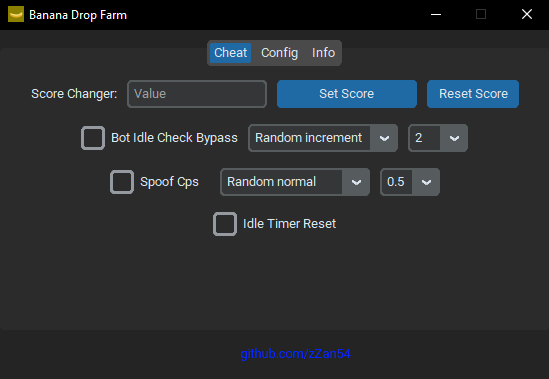 Banana Drop Farm
Cheat Config Info
Score Changer: Value Set Score Reset Score
Bot Idle Check Bypass Random increment 2
Spoof Cps Random normal 0.5
Idle Timer Reset
github.com/zZan54